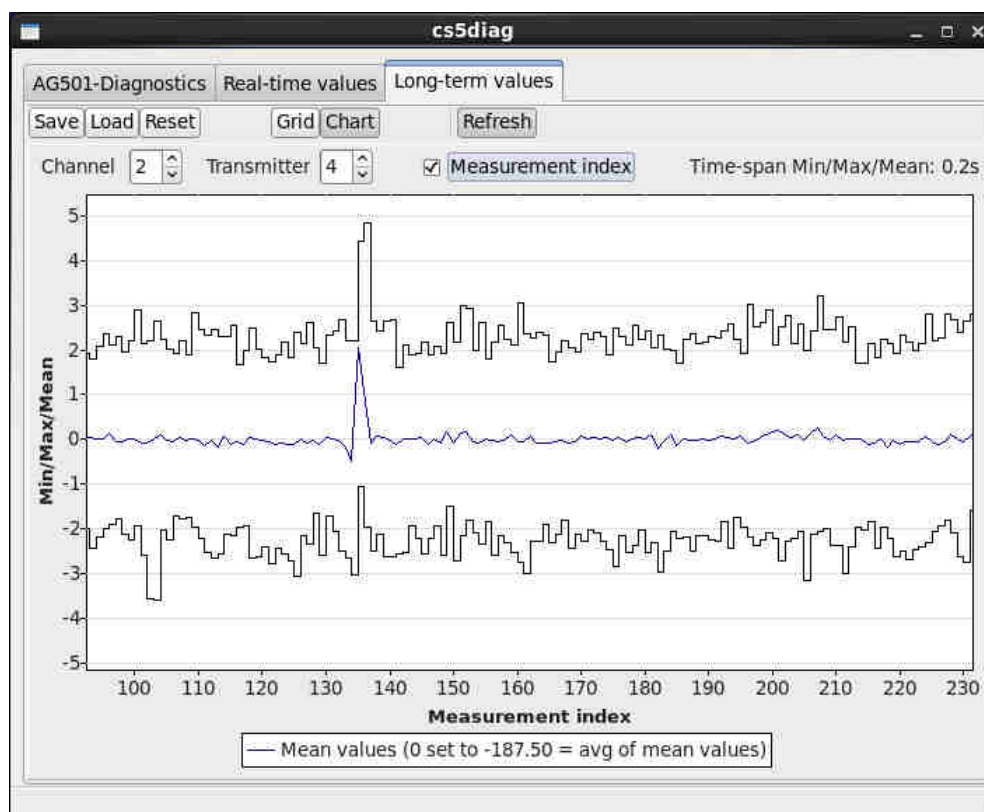 cs5diag
AG501-Diagnostics Real-time values Long-term values
Save Load Reset Grid Chart Refresh
Channel 2 Transmitter 4 Measurement index Time-span Min/Max/Mean: 0.2s
Min/Max/Mean
5
4
3
2
1
0
-1
-2
-3
-4
-5
100 110 120 130 140 150 160 170 180 190 200 210 220 230
Measurement index
Mean values (0 set to -187.50 = avg of mean values)